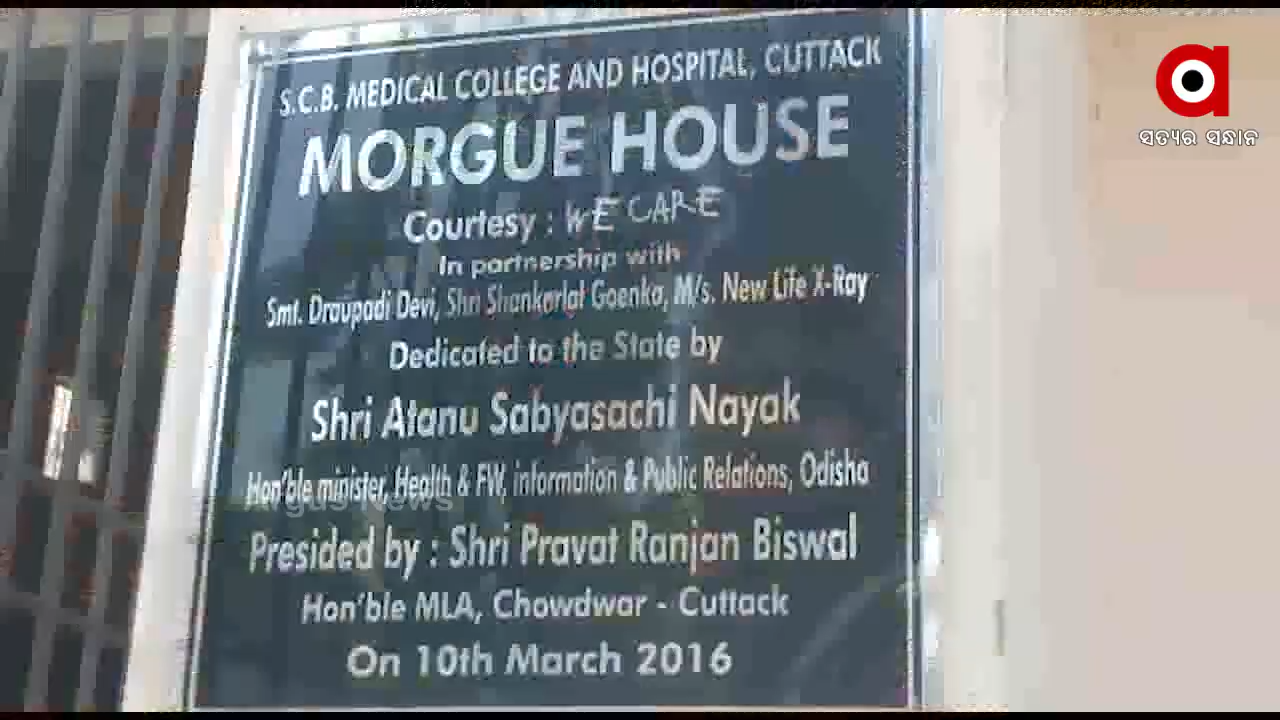 S.C.B. MEDICAL COLLEGE AND HOSPITAL, CUTTACK
MORGUE HOUSE
Courtesy : WE CARE
In partnership with
Smt. Draupadi Devi, Shri Shankarlal Goenka, M/s. New Life X-Ray
Dedicated to the State by
Shri Atanu Sabyasachi Nayak
Hon'ble minister, Health & FW, information & Public Relations, Odisha
Argus News
Presided by : Shri Pravat Ranjan Biswal
Hon'ble MLA, Chowdwar - Cuttack
On 10th March 2016
a
ସତ୍ୟର ସନ୍ଧାନ